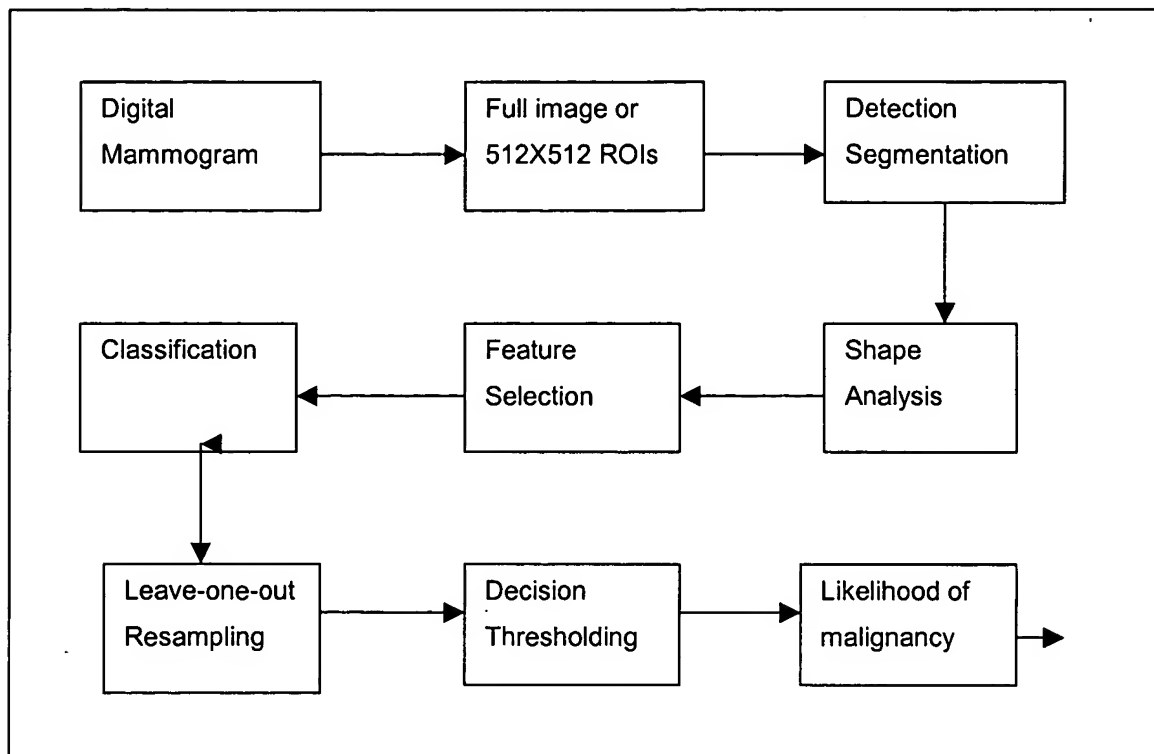 Digital
Mammogram
Full image or
512X512 ROIs
Detection
Segmentation
Shape
Analysis
Feature
Selection
Classification
Leave-one-out
Resampling
Decision
Thresholding
Likelihood of
malignancy